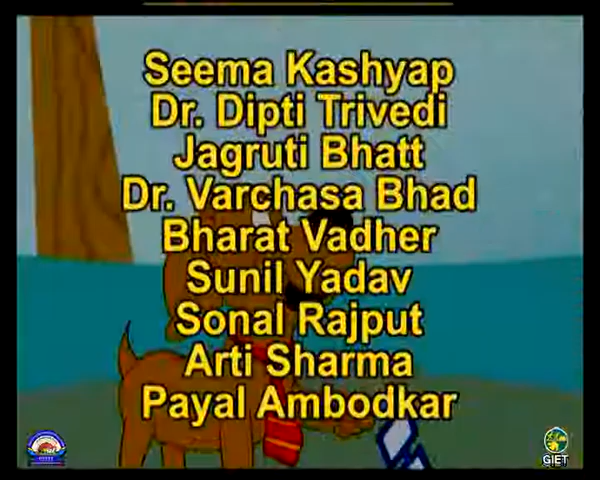 Seema Kashyap
Dr. Dipti Trivedi
Jagruti Bhatt
Dr. Varchasa Bhad
Bharat Vadher
Sunil Yadav
Sonal Rajput
Arti Sharma
Payal Ambodkar
GIET